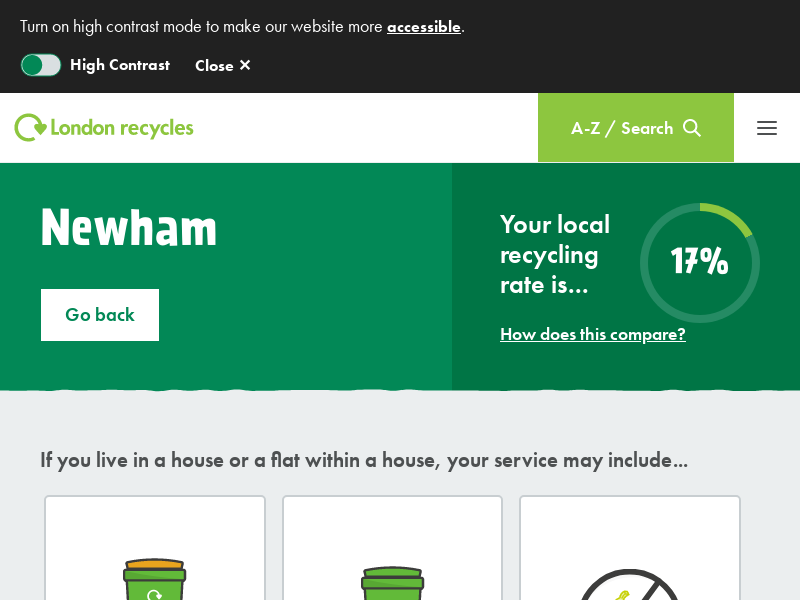 Turn on high contrast mode to make our website more accessible.
High Contrast
Close ✕
London recycles
A-Z / Search
Newham
Go back
Your local
recycling
rate is...
17%
How does this compare?
If you live in a house or a flat within a house, your service may include...